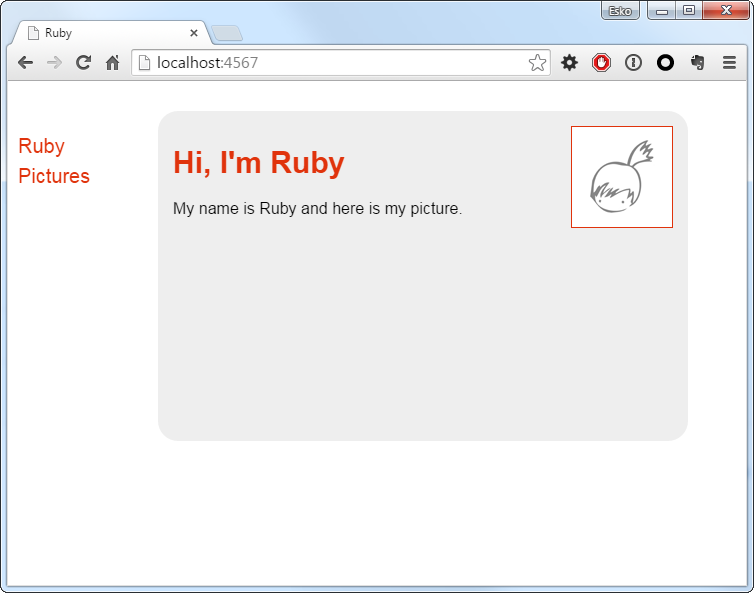 Esko
Ruby
localhost:4567
Ruby
Pictures
Hi, I'm Ruby
My name is Ruby and here is my picture.